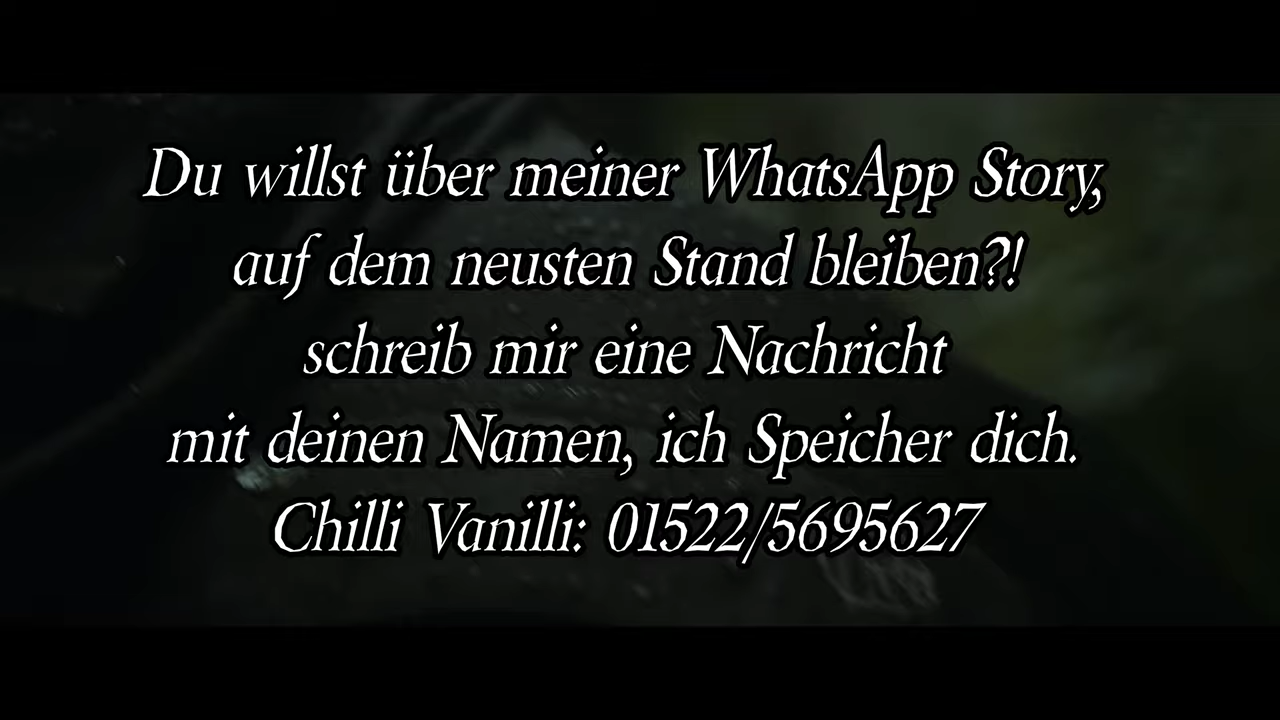 Du willst über meiner WhatsApp Story,
auf dem neusten Stand bleiben?!
schreib mir eine Nachricht
mit deinen Namen, ich Speicher dich.
Chilli Vanilli: 01522/5695627